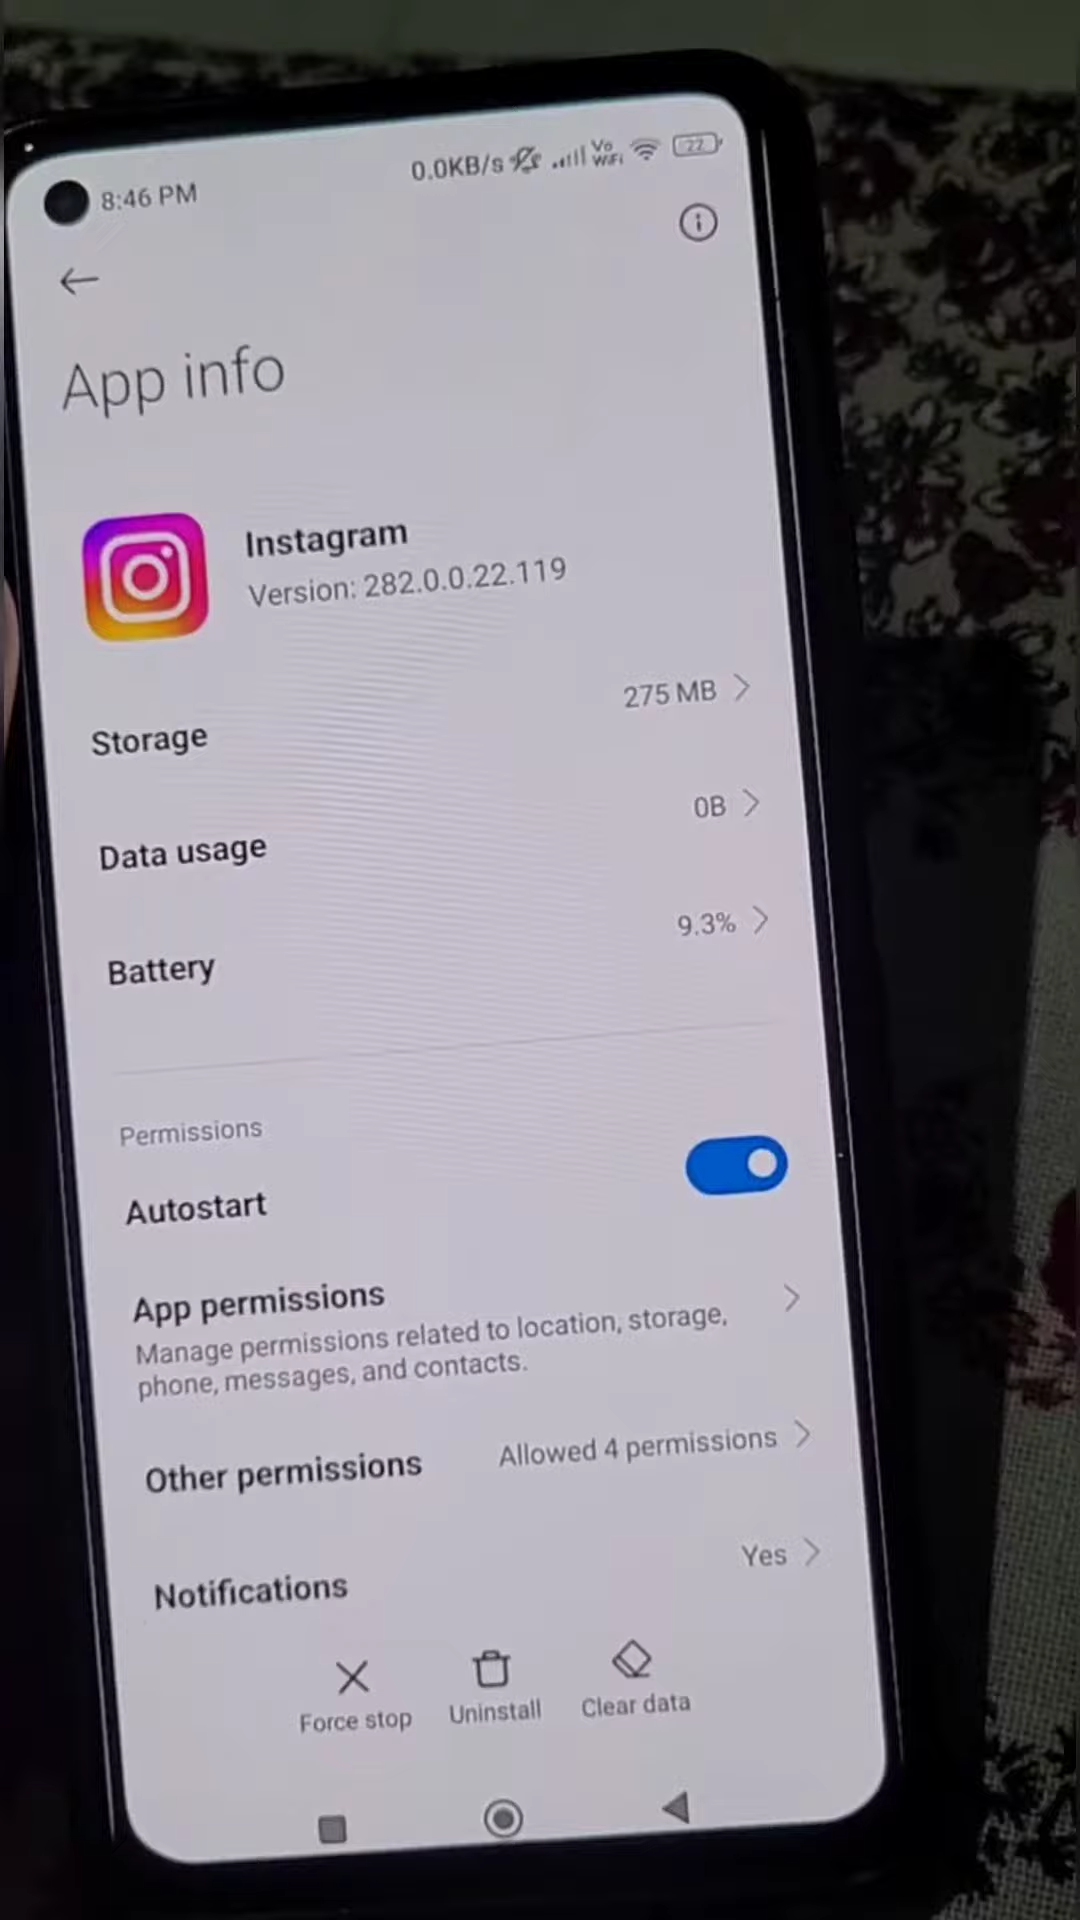 8:46 PM
0.0KB/s
Vo
WiFi
22
App info
Instagram
Version: 282.0.0.22.119
Storage
275 MB
Data usage
0B
Battery
9.3%
Permissions
Autostart
App permissions
Manage permissions related to location, storage,
phone, messages, and contacts.
Other permissions
Allowed 4 permissions
Notifications
Yes
Force stop
Uninstall
Clear data